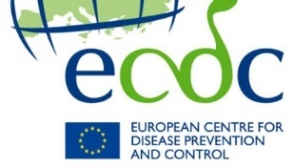 ecdc
EUROPEAN CENTRE FOR
DISEASE PREVENTION
AND CONTROL